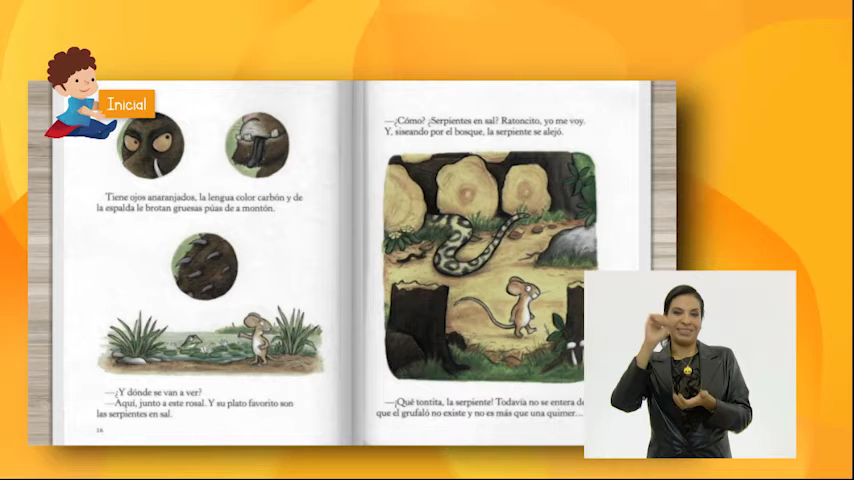 Inicial
Tiene ojos anaranjados, la lengua color carbón y de
la espalda le brotan gruesas púas de a montón.
—¿Y dónde se van a ver?
—Aquí, junto a este rosal. Y su plato favorito son
las serpientes en sal.
16
—¿Cómo? ¿Serpientes en sal? Ratoncito, yo me voy.
Y, siseando por el bosque, la serpiente se alejó.
—¡Qué tontita, la serpiente! Todavía no se entera de
que el grufaló no existe y no es más que una quimer...